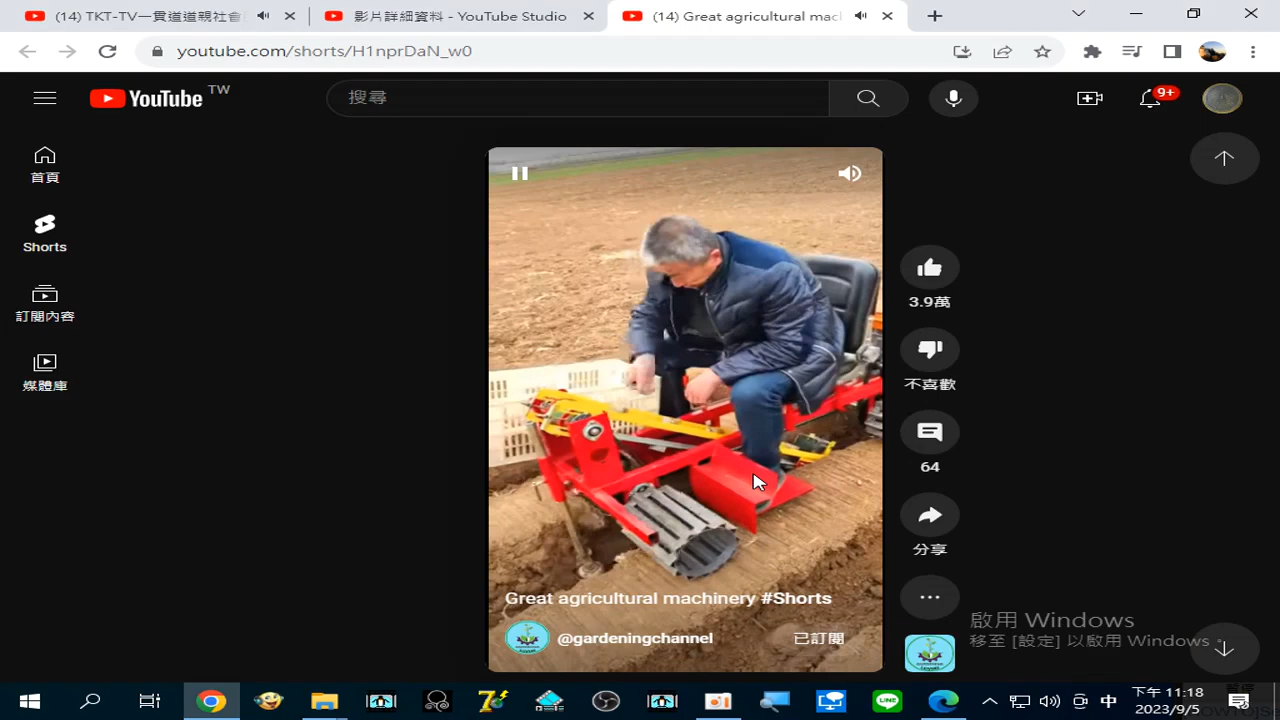 (14) TKT-TV一貫道道親社會
影片詳細資料 - YouTube Studio
(14) Great agricultural mac
youtube.com/shorts/H1nprDaN_w0
YouTube TW
搜尋
9+
首頁
Shorts
訂閱內容
媒體庫
3.9萬
不喜歡
64
分享
Great agricultural machinery #Shorts
@gardeningchannel
已訂閱
啟用 Windows
移至 [設定] 以啟用 Windows。
LINE
中
下午 11:18
2023/9/5